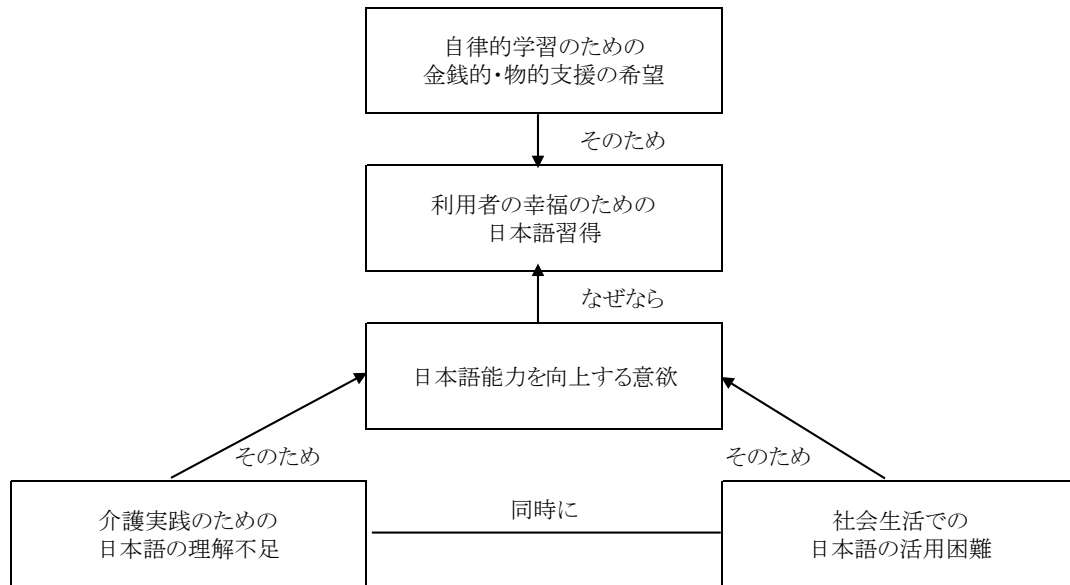 自律的学習のための
金銭的・物的支援の希望
そのため
利用者の幸福のための
日本語習得
なぜなら
日本語能力を向上する意欲
そのため
そのため
介護実践のための
日本語の理解不足
同時に
社会生活での
日本語の活用困難